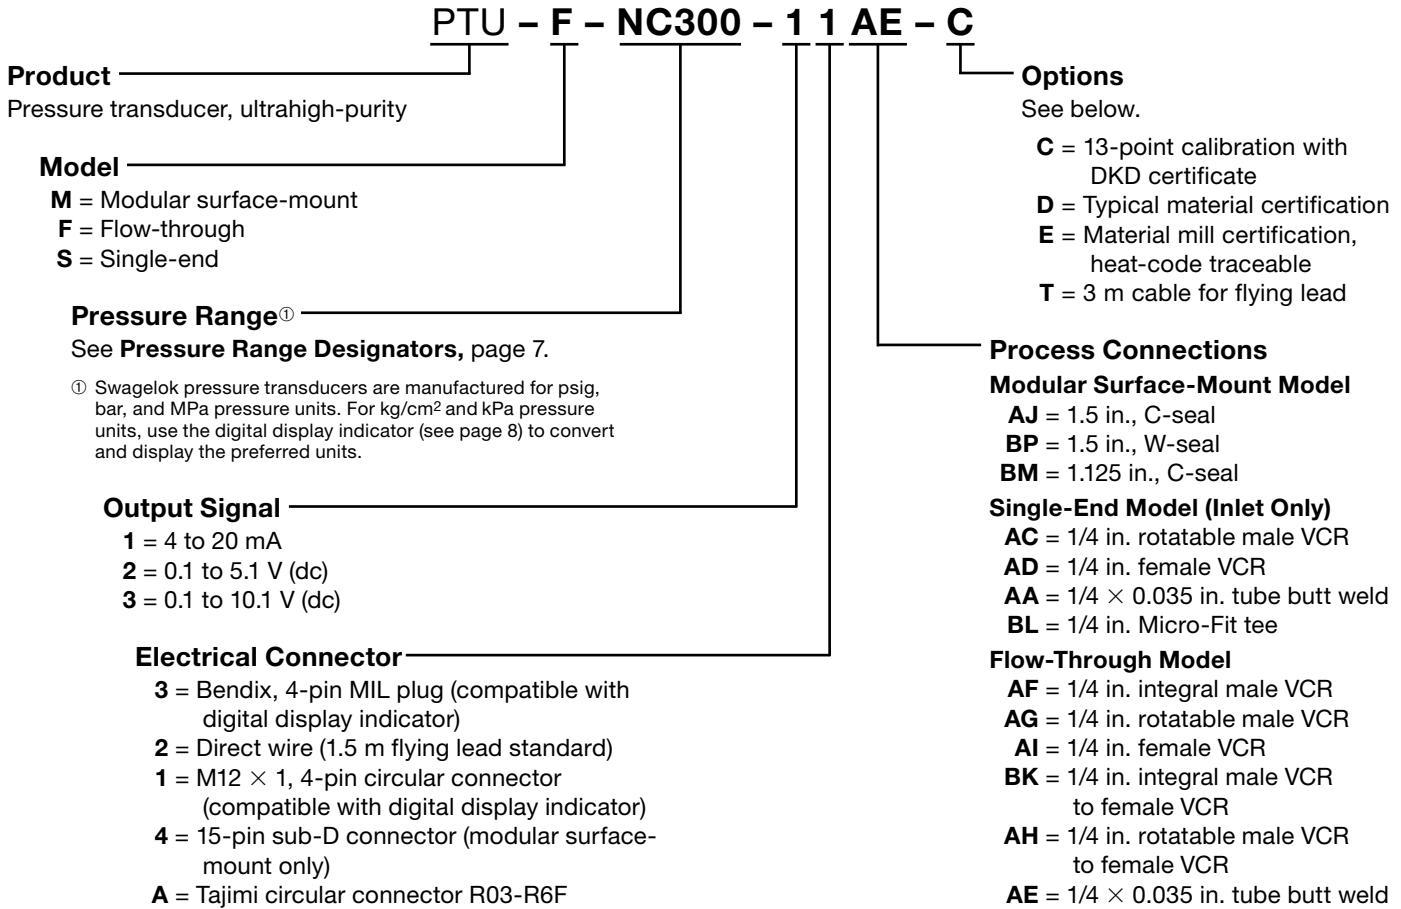 PTU – F – NC300 – 1 1 AE – C
Product
Pressure transducer, ultrahigh-purity
Model
M = Modular surface-mount
F = Flow-through
S = Single-end
Pressure Range①
See Pressure Range Designators, page 7.
① Swagelok pressure transducers are manufactured for psig,
bar, and MPa pressure units. For kg/cm² and kPa pressure
units, use the digital display indicator (see page 8) to convert
and display the preferred units.
Output Signal
1 = 4 to 20 mA
2 = 0.1 to 5.1 V (dc)
3 = 0.1 to 10.1 V (dc)
Electrical Connector
3 = Bendix, 4-pin MIL plug (compatible with
digital display indicator)
2 = Direct wire (1.5 m flying lead standard)
1 = M12 × 1, 4-pin circular connector
(compatible with digital display indicator)
4 = 15-pin sub-D connector (modular surface-
mount only)
A = Tajimi circular connector R03-R6F
Options
See below.
C = 13-point calibration with
DKD certificate
D = Typical material certification
E = Material mill certification,
heat-code traceable
T = 3 m cable for flying lead
Process Connections
Modular Surface-Mount Model
AJ = 1.5 in., C-seal
BP = 1.5 in., W-seal
BM = 1.125 in., C-seal
Single-End Model (Inlet Only)
AC = 1/4 in. rotatable male VCR
AD = 1/4 in. female VCR
AA = 1/4 × 0.035 in. tube butt weld
BL = 1/4 in. Micro-Fit tee
Flow-Through Model
AF = 1/4 in. integral male VCR
AG = 1/4 in. rotatable male VCR
AI = 1/4 in. female VCR
BK = 1/4 in. integral male VCR
to female VCR
AH = 1/4 in. rotatable male VCR
to female VCR
AE = 1/4 × 0.035 in. tube butt weld